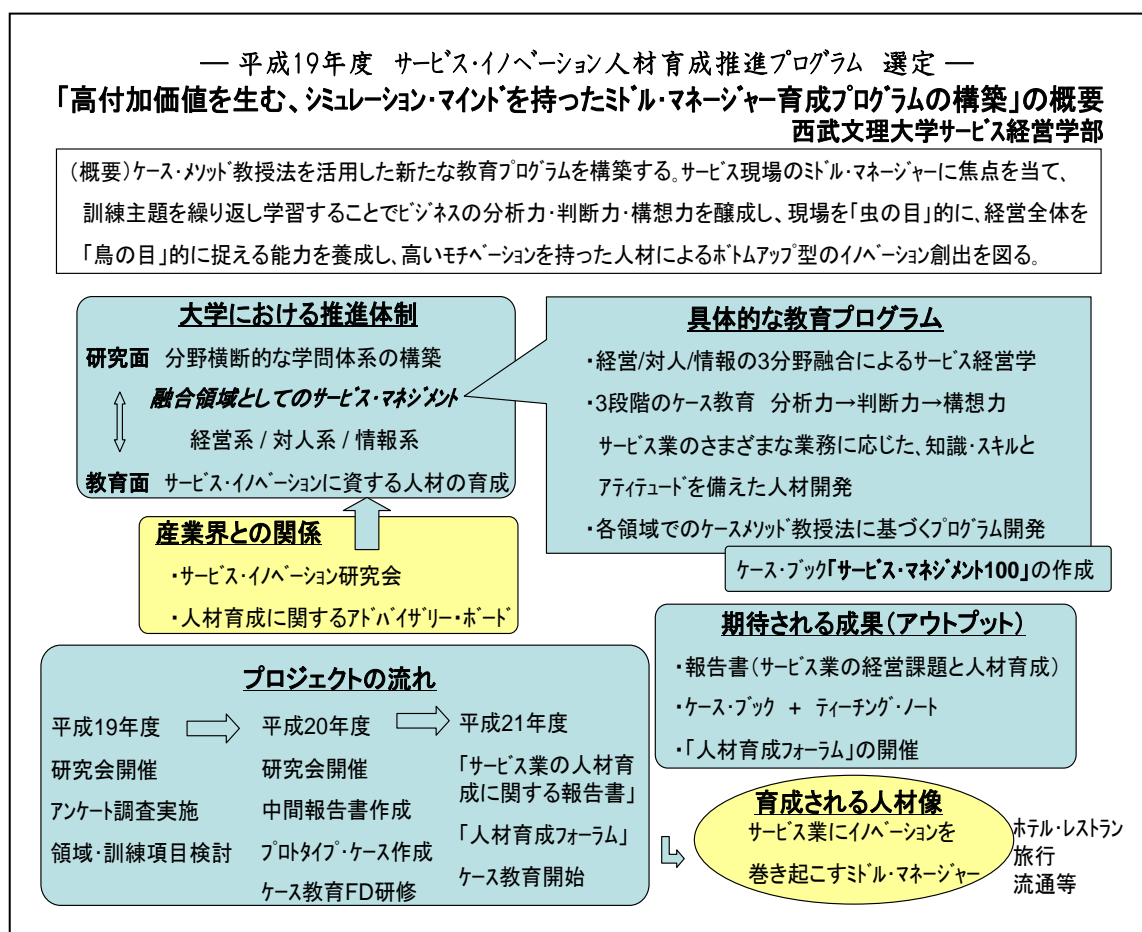 ― 平成19年度 サービス・イノベーション人材育成推進プログラム 選定 ―
「高付加価値を生む、シミュレーション・マインドを持ったミドル・マネージャー育成プログラムの構築」の概要
西武文理大学サービス経営学部
(概要)ケース・メソッド教授法を活用した新たな教育プログラムを構築する。サービス現場のミドル・マネージャーに焦点を当て、
訓練主題を繰り返し学習することでビジネスの分析力・判断力・構想力を醸成し、現場を「虫の目」的に、経営全体を
「鳥の目」的に捉える能力を養成し、高いモチベーションを持った人材によるボトムアップ型のイノベーション創出を図る。
大学における推進体制
研究面 分野横断的な学問体系の構築
融合領域としてのサービス・マネジメント
経営系 / 対人系 / 情報系
教育面 サービス・イノベーションに資する人材の育成
産業界との関係
・サービス・イノベーション研究会
・人材育成に関するアドバイザリー・ボード
具体的な教育プログラム
・経営/対人/情報の3分野融合によるサービス経営学
・3段階のケース教育 分析力→判断力→構想力
サービス業のさまざまな業務に応じた、知識・スキルと
アティテュードを備えた人材開発
・各領域でのケースメソッド教授法に基づくプログラム開発
ケース・ブック「サービス・マネジメント100」の作成
期待される成果(アウトプット)
・報告書(サービス業の経営課題と人材育成)
・ケース・ブック + ティーチング・ノート
・「人材育成フォーラム」の開催
プロジェクトの流れ
平成19年度
研究会開催
アンケート調査実施
領域・訓練項目検討
平成20年度
研究会開催
中間報告書作成
プロトタイプ・ケース作成
ケース教育FD研修
平成21年度
「サービス業の人材育
成に関する報告書」
「人材育成フォーラム」
ケース教育開始
育成される人材像
サービス業にイノベーションを
巻き起こすミドル・マネージャー
ホテル・レストラン
旅行
流通等